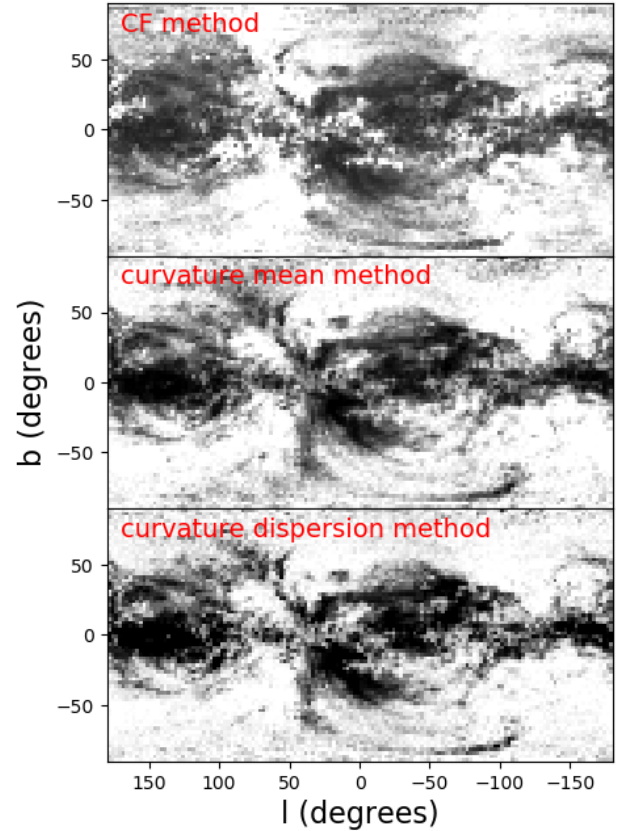 CF method
50
0
−50
curvature mean method
50
0
−50
b (degrees)
curvature dispersion method
50
0
−50
150 100 50 0 −50 −100 −150
l (degrees)